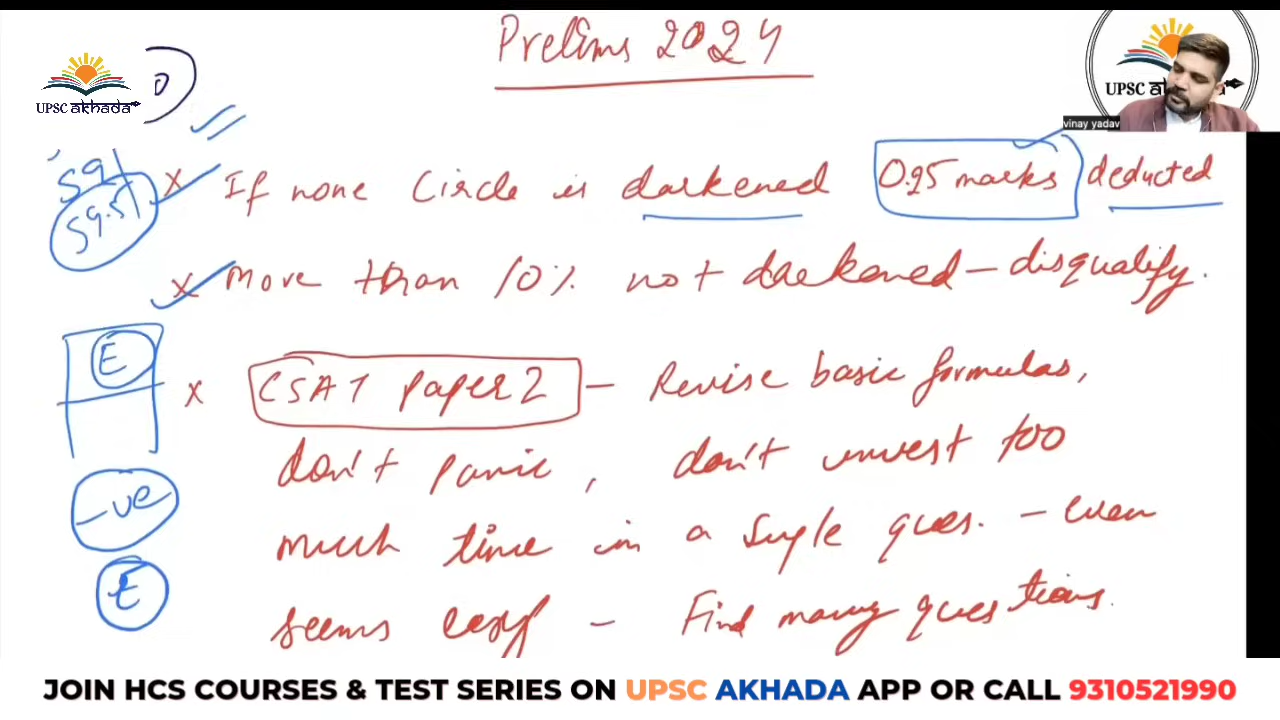 Prelims 2024
UPSC akhada
D
UPSC ak
vinay yadav
59
59.5
x If none Circle is darkened 0.25 marks deducted
x More than 10% not darkened - disqualify.
E
x CSAT Paper 2 - Revise basic formulas,
don't panic, don't invest too
-ve
much time in a single ques. - even
E
seems easy - Find many questions.
JOIN HCS COURSES & TEST SERIES ON UPSC AKHADA APP OR CALL 9310521990